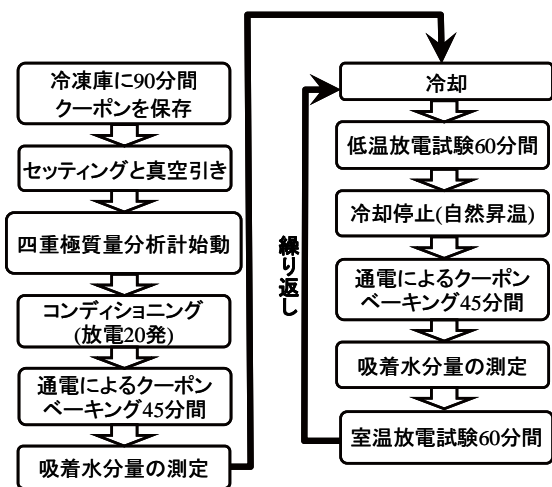 冷凍庫に90分間
クーポンを保存
セッティングと真空引き
四重極質量分析計始動
コンディショニング
(放電20発)
通電によるクーポン
ベーキング45分間
吸着水分量の測定
冷却
低温放電試験60分間
冷却停止(自然昇温)
通電によるクーポン
ベーキング45分間
吸着水分量の測定
室温放電試験60分間
繰り返し